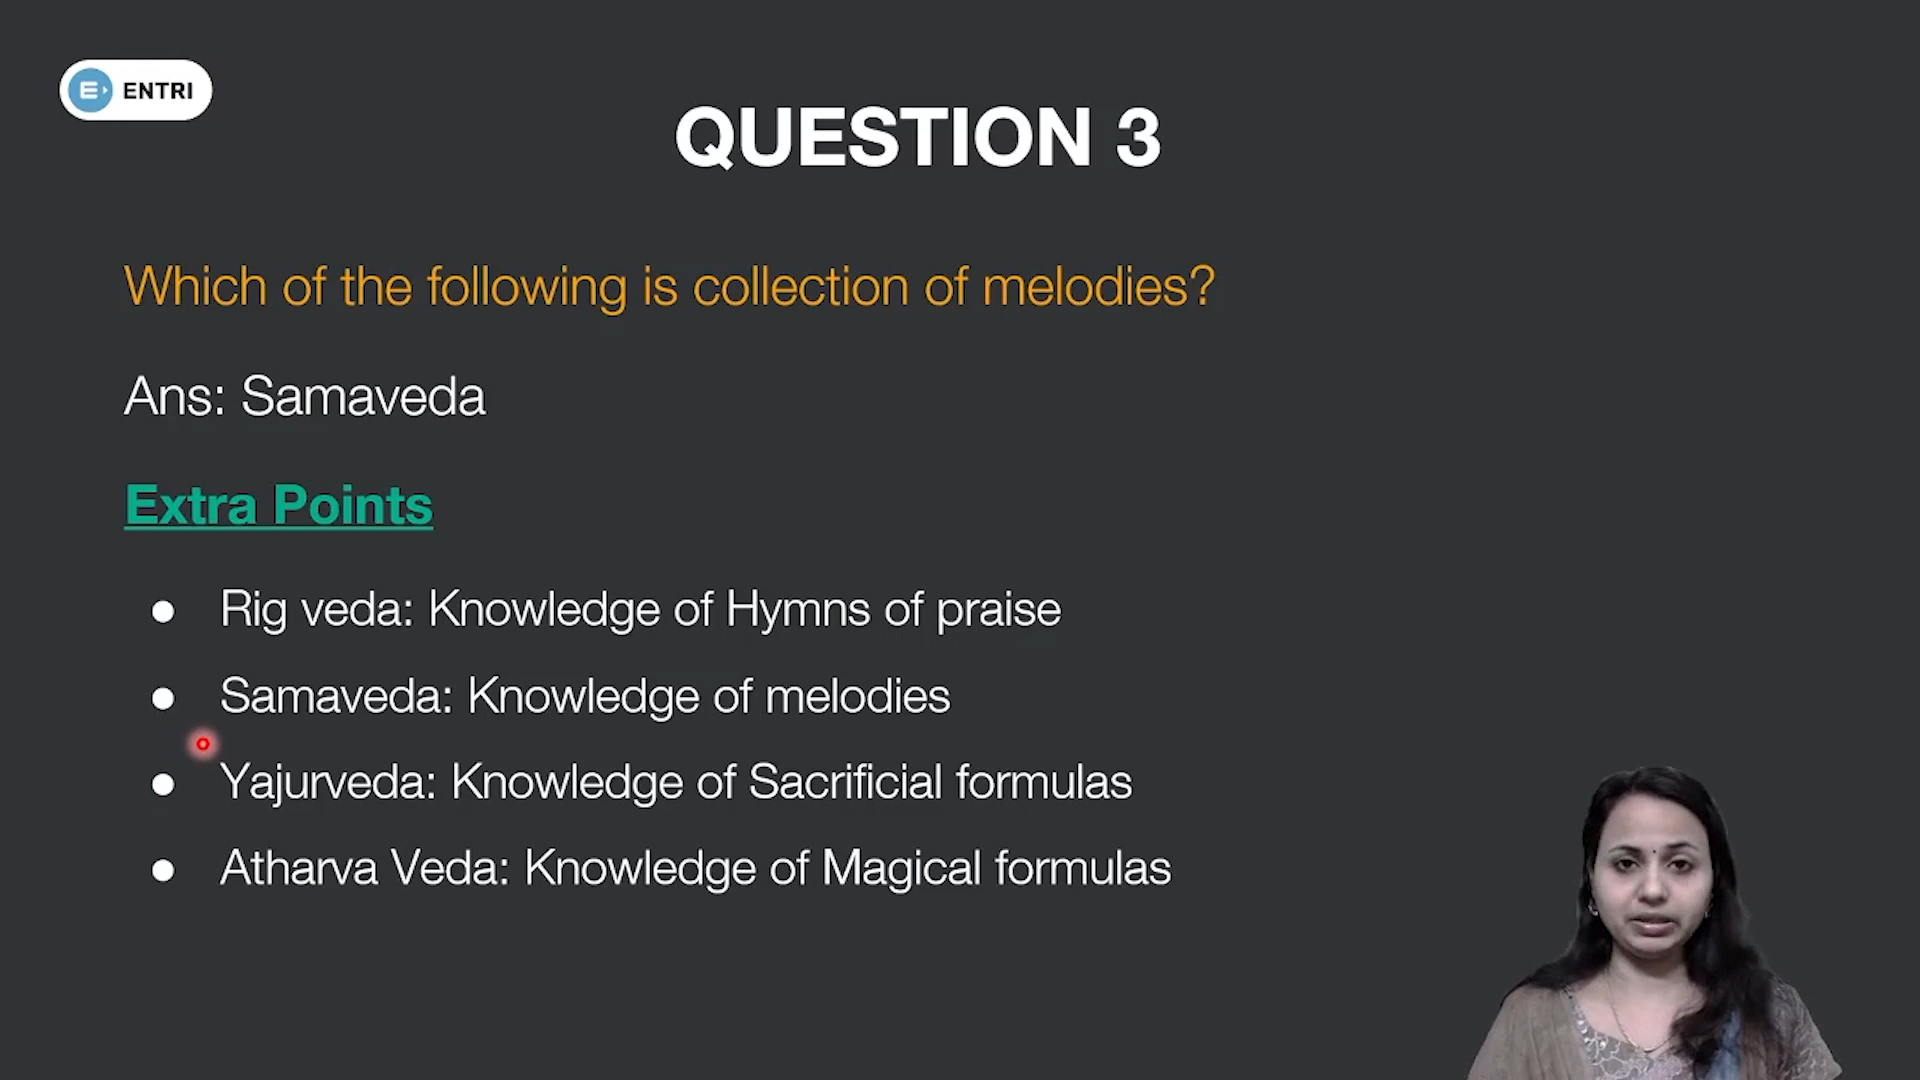 ENTRI
QUESTION 3
Which of the following is collection of melodies?
Ans: Samaveda
Extra Points
● Rig veda: Knowledge of Hymns of praise
● Samaveda: Knowledge of melodies
● Yajurveda: Knowledge of Sacrificial formulas
● Atharva Veda: Knowledge of Magical formulas